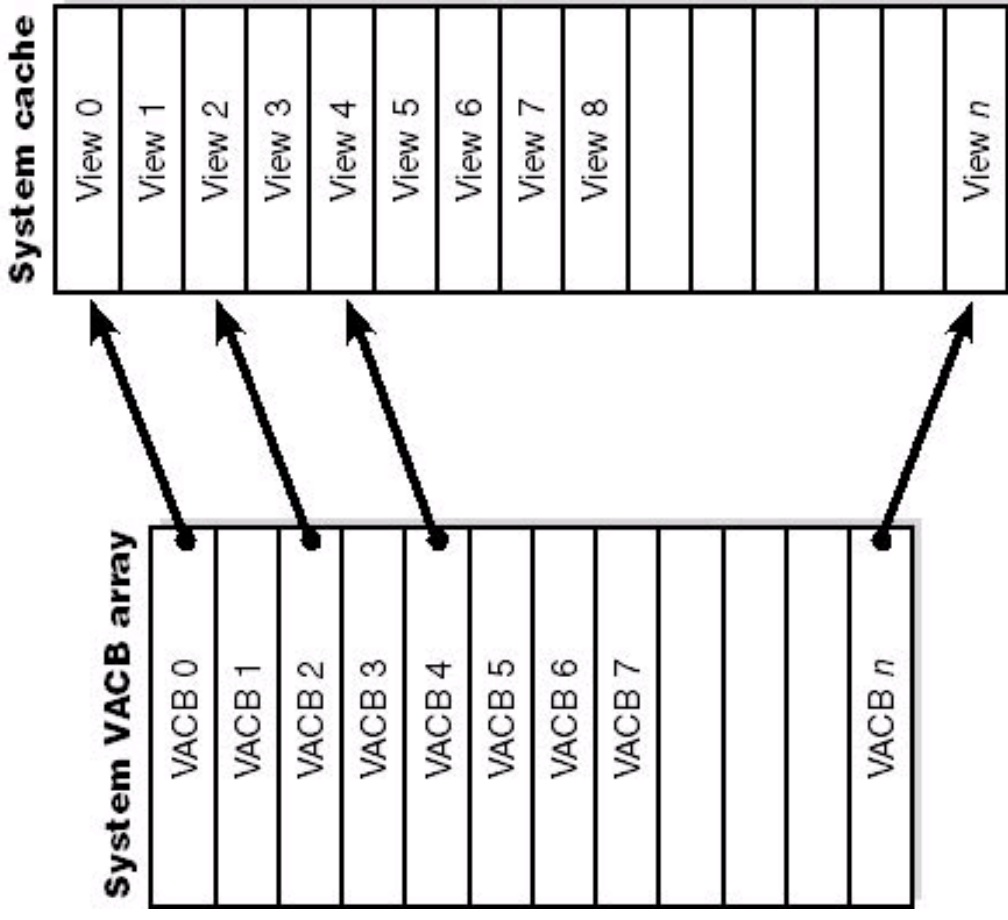 System VACB array
VACB 0
VACB 1
VACB 2
VACB 3
VACB 4
VACB 5
VACB 6
VACB 7
VACB n
System cache
View 0
View 1
View 2
View 3
View 4
View 5
View 6
View 7
View 8
View n